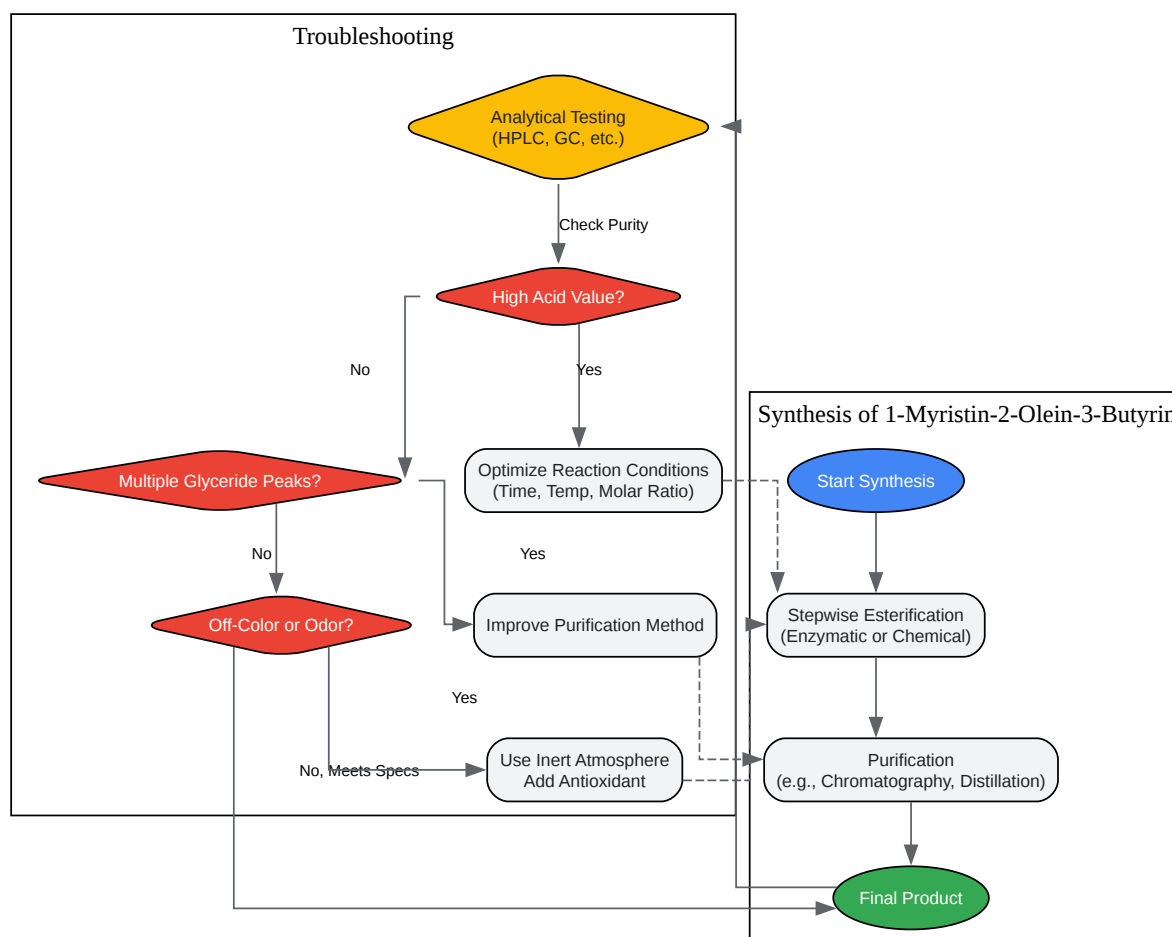 Troubleshooting
Analytical Testing
(HPLC, GC, etc.)
Check Purity
High Acid Value?
No
Yes
Synthesis of 1-Myristin-2-Olein-3-Butyrin
Multiple Glyceride Peaks?
Optimize Reaction Conditions
(Time, Temp, Molar Ratio)
Start Synthesis
No
Yes
Off-Color or Odor?
Improve Purification Method
Stepwise Esterification
(Enzymatic or Chemical)
Yes
No, Meets Specs
Use Inert Atmosphere
Add Antioxidant
Purification
(e.g., Chromatography, Distillation)
Final Product